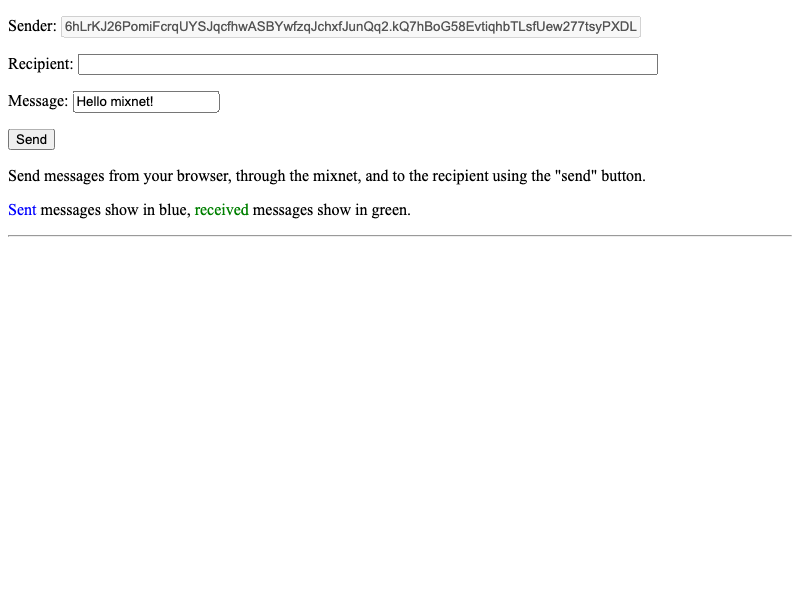 Sender: 6hLrKJ26PomiFcrqUYSJqcfhwASBYwfzqJchxfJunQq2.kQ7hBoG58EvtiqhbTLsfUew277tsyPXDL
Recipient:
Message: Hello mixnet!
Send
Send messages from your browser, through the mixnet, and to the recipient using the "send" button.
Sent messages show in blue, received messages show in green.